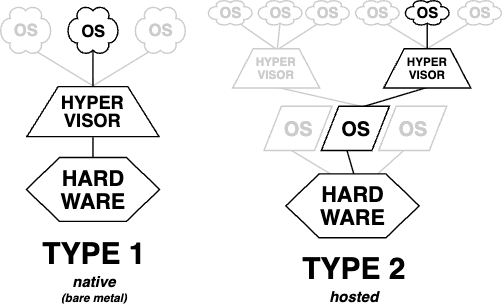 OS OS OS
HYPER
VISOR
HARD
WARE
TYPE 1
native
(bare metal)
OS OS OS OS OS OS
HYPER HYPER
VISOR VISOR
OS OS OS
HARD
WARE
TYPE 2
hosted